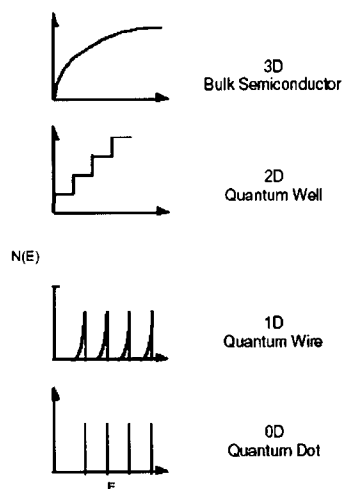 3D
Bulk Semiconductor
2D
Quantum Well
N(E)
1D
Quantum Wire
0D
Quantum Dot
E